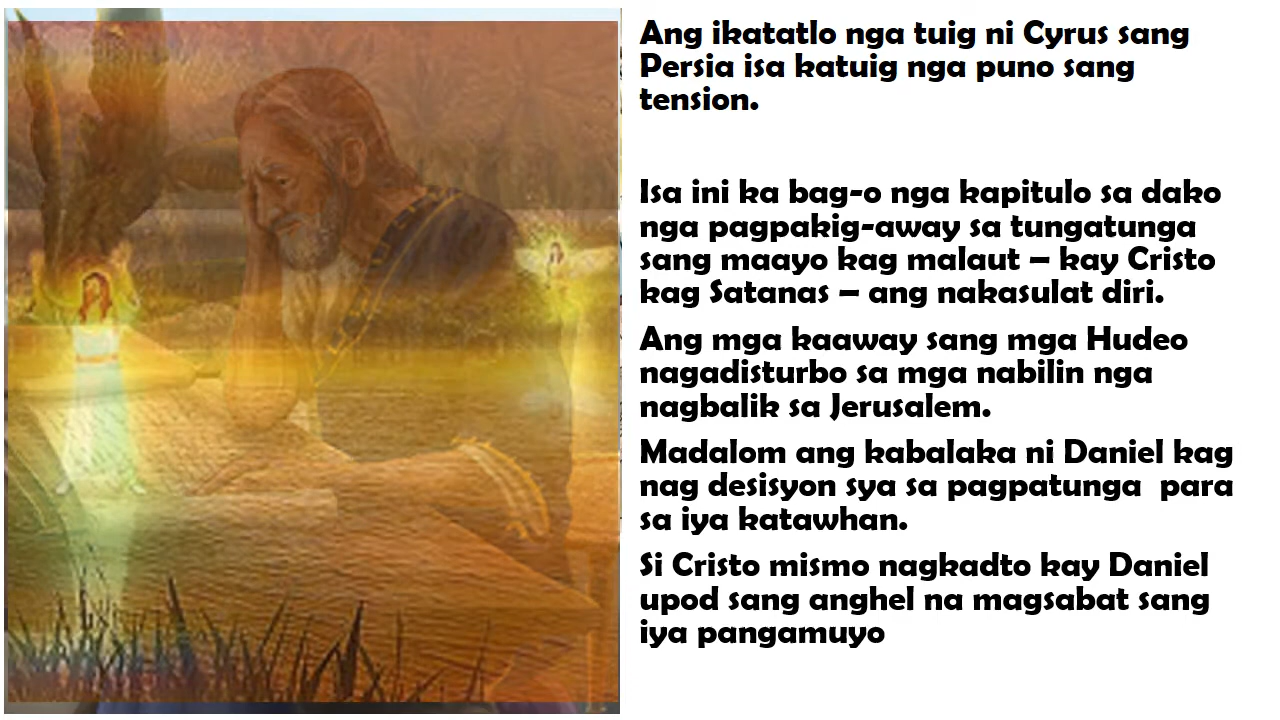 Ang ikatatlo nga tuig ni Cyrus sang
Persia isa katuig nga puno sang
tension.
Isa ini ka bag-o nga kapitulo sa dako
nga pagpakig-away sa tungatunga
sang maayo kag malaut – kay Cristo
kag Satanas – ang nakasulat diri.
Ang mga kaaway sang mga Hudeo
nagadisturbo sa mga nabilin nga
nagbalik sa Jerusalem.
Madalom ang kabalaka ni Daniel kag
nag desisyon sya sa pagpatunga  para
sa iya katawhan.
Si Cristo mismo nagkadto kay Daniel
upod sang anghel na magsabat sang
iya pangamuyo